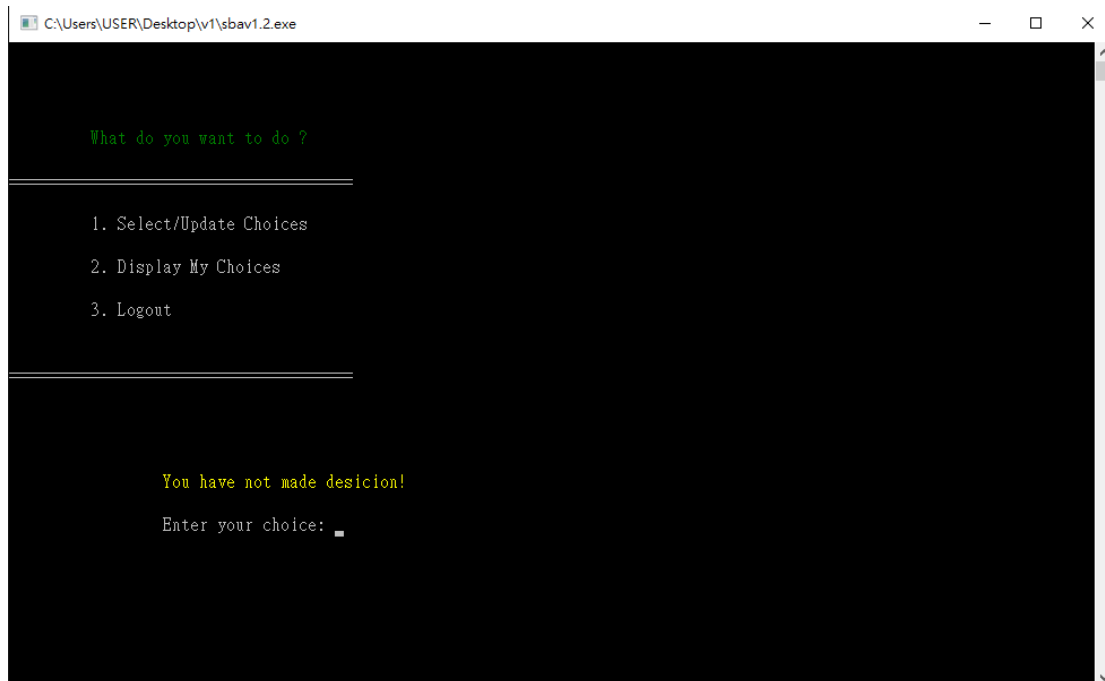 C:\Users\USER\Desktop\v1\sbav1.2.exe
What do you want to do ?
1. Select/Update Choices
2. Display My Choices
3. Logout
You have not made desicion!
Enter your choice: